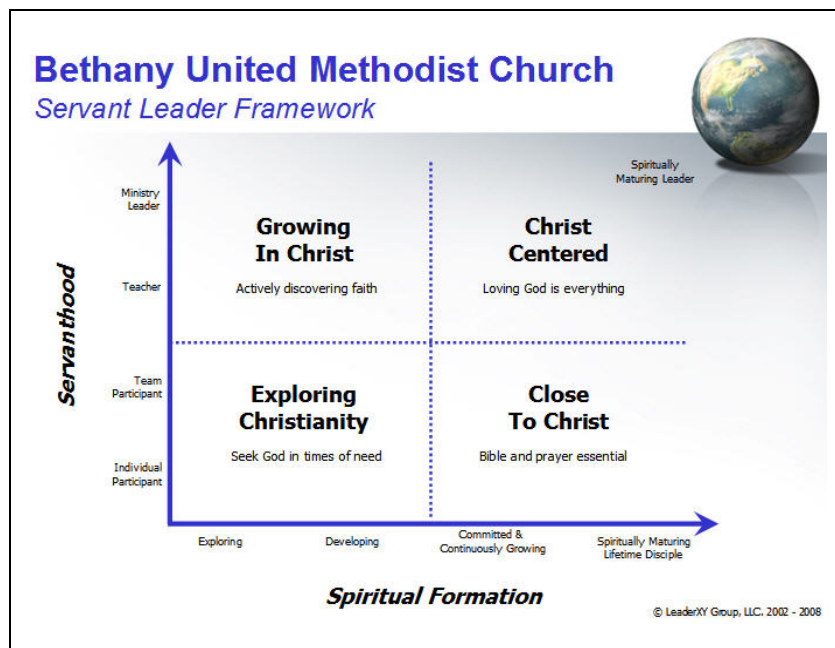 Bethany United Methodist Church
Servant Leader Framework
Spiritually
Maturing Leader
Ministry
Leader
Growing
In Christ
Christ
Centered
Teacher
Actively discovering faith
Loving God is everything
Servanthood
Team
Participant
Exploring
Christianity
Close
To Christ
Seek God in times of need
Bible and prayer essential
Individual
Participant
Exploring
Developing
Committed &
Continuously Growing
Spiritually Maturing
Lifetime Disciple
Spiritual Formation
© LeaderXY Group, LLC. 2002 - 2008